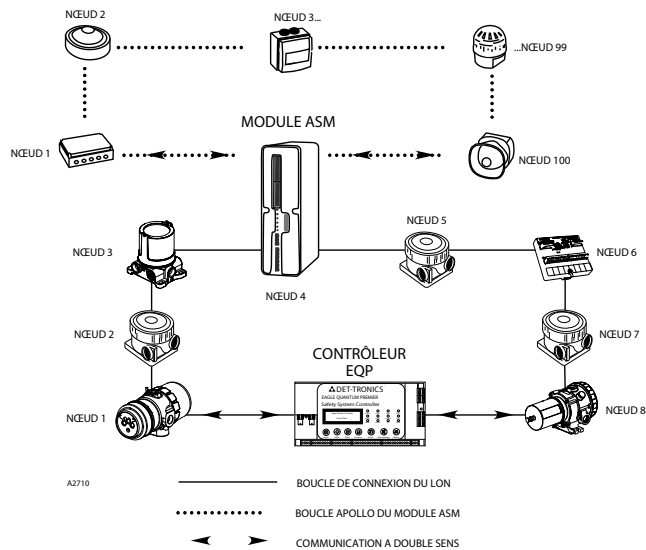 NŒUD 2
NŒUD 3...
...NŒUD 99
MODULE ASM
NŒUD 1
NŒUD 100
NŒUD 5
NŒUD 3
NŒUD 6
NŒUD 4
NŒUD 2
NŒUD 7
CONTRÔLEUR
EQP
DET-TRONICS
EAGLE QUANTUM PREMIER
Safety System Controller
NŒUD 1
NŒUD 8
A2710
BOUCLE DE CONNEXION DU LON
BOUCLE APOLLO DU MODULE ASM
COMMUNICATION A DOUBLE SENS